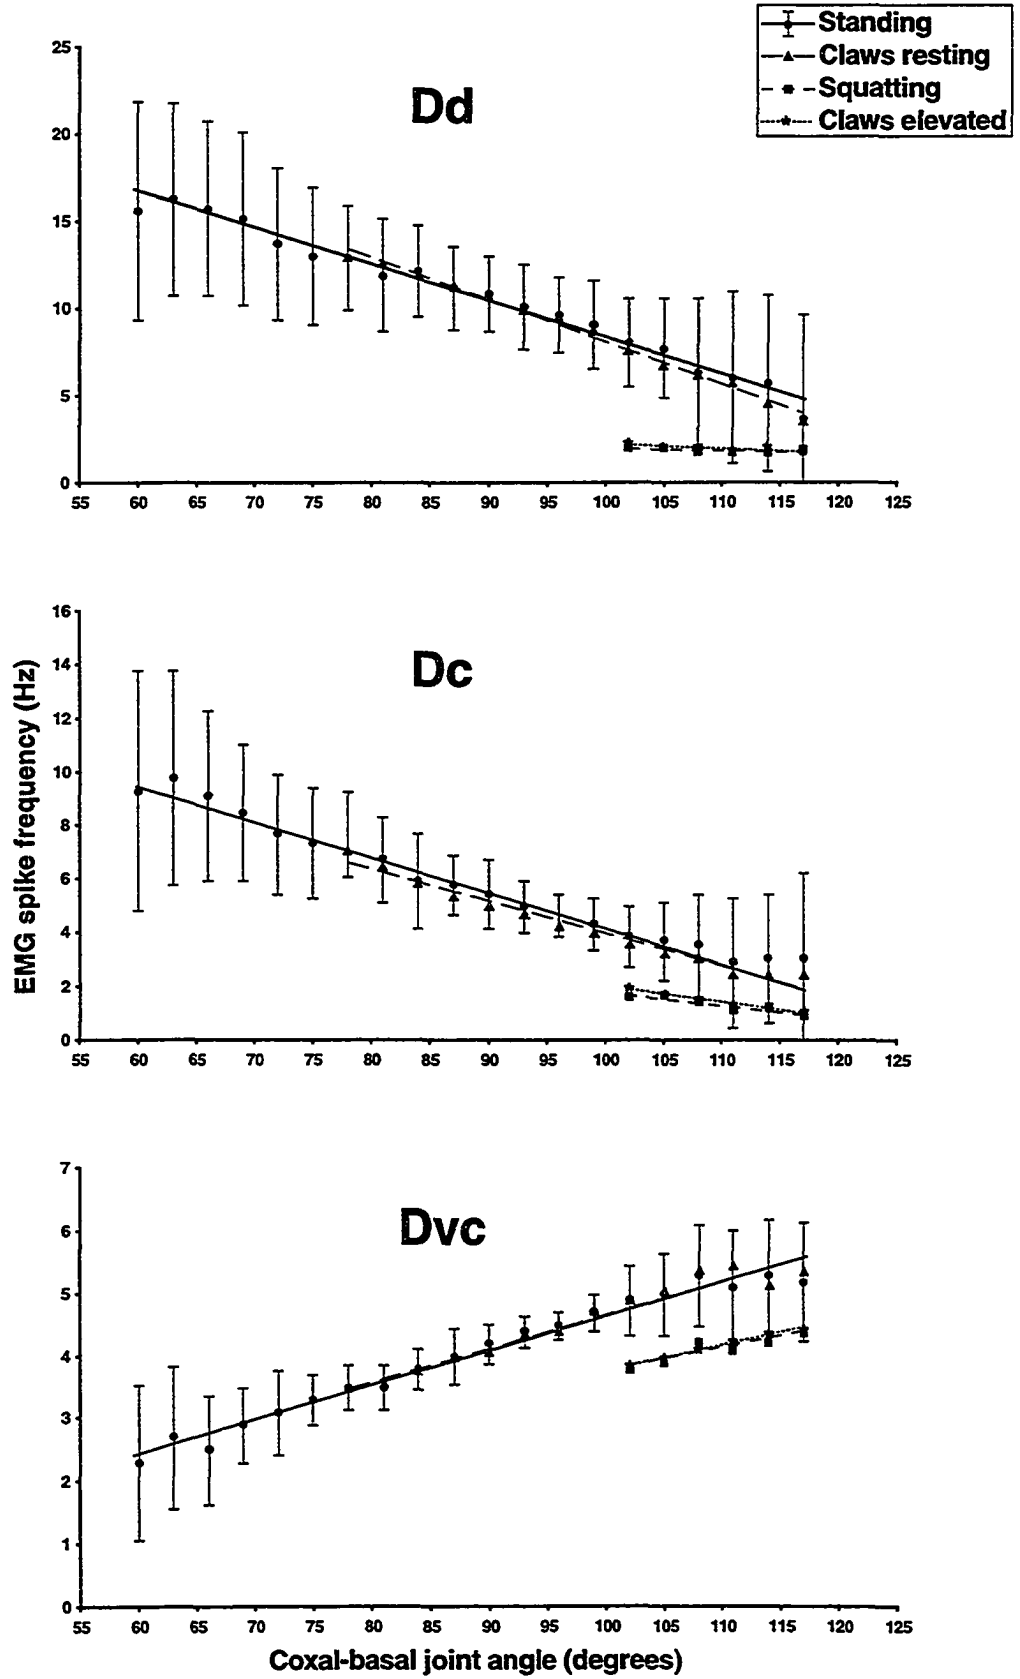 Standing
Claws resting
Squatting
Claws elevated
Dd
25
20
15
10
5
0
55 60 65 70 75 80 85 90 95 100 105 110 115 120 125
Dc
16
14
12
10
8
6
4
2
0
55 60 65 70 75 80 85 90 95 100 105 110 115 120 125
EMG spike frequency (Hz)
Dvc
7
6
5
4
3
2
1
0
55 60 65 70 75 80 85 90 95 100 105 110 115 120 125
Coxal-basal joint angle (degrees)